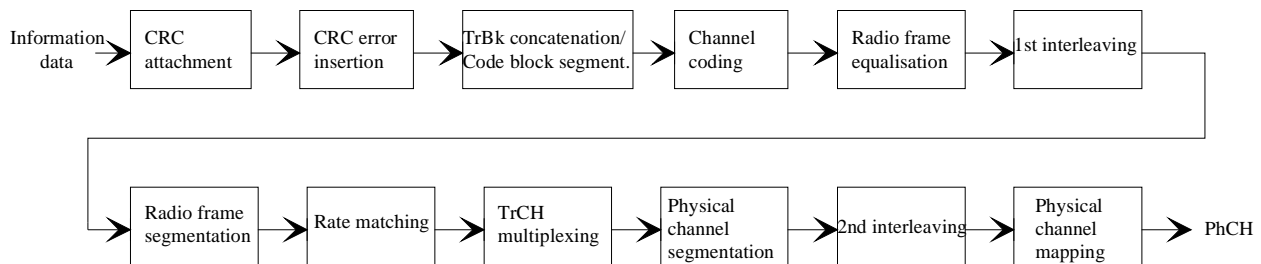 Information
data
CRC
attachment
CRC error
insertion
TrBk concatenation/
Code block segment.
Channel
coding
Radio frame
equalisation
1st interleaving
Radio frame
segmentation
Rate matching
TrCH
multiplexing
Physical
channel
segmentation
2nd interleaving
Physical
channel
mapping
PhCH